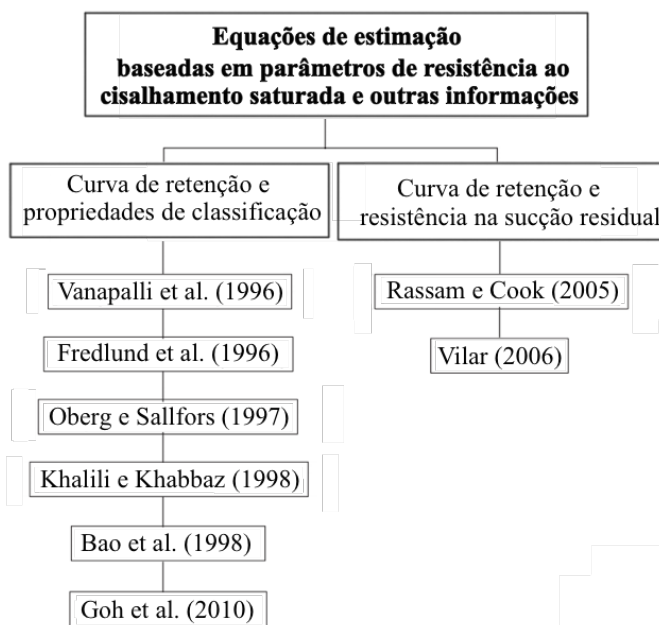 Equações de estimação
baseadas em parâmetros de resistência ao
cisalhamento saturada e outras informações
Curva de retenção e
propriedades de classificação
Vanapalli et al. (1996)
Fredlund et al. (1996)
Oberg e Sallfors (1997)
Khalili e Khabbaz (1998)
Bao et al. (1998)
Goh et al. (2010)
Curva de retenção e
resistência na sucção residual
Rassam e Cook (2005)
Vilar (2006)